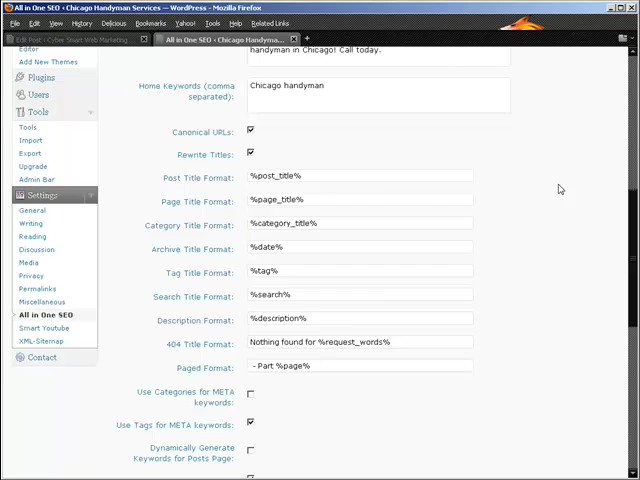 All in One SEO ‹ Chicago Handyman Services — WordPress - Mozilla Firefox
File Edit View History Delicious Bookmarks Yahoo! Tools Help Related Links
Edit Post ‹ Cyber Smart Web Marketing ...
All in One SEO ‹ Chicago Handyma...
Editor
Add New Themes
Plugins
Users
Tools
Tools
Import
Export
Upgrade
Admin Bar
Settings
General
Writing
Reading
Discussion
Media
Privacy
Permalinks
Miscellaneous
All in One SEO
Smart Youtube
XML-Sitemap
Contact
handyman in Chicago! Call today.
Home Keywords (comma
separated):
Chicago handyman
Canonical URLs:
Rewrite Titles:
Post Title Format: %post_title%
Page Title Format: %page_title%
Category Title Format: %category_title%
Archive Title Format: %date%
Tag Title Format: %tag%
Search Title Format: %search%
Description Format: %description%
404 Title Format: Nothing found for %request_words%
Paged Format: - Part %page%
Use Categories for META
keywords:
Use Tags for META keywords:
Dynamically Generate
Keywords for Posts Page: